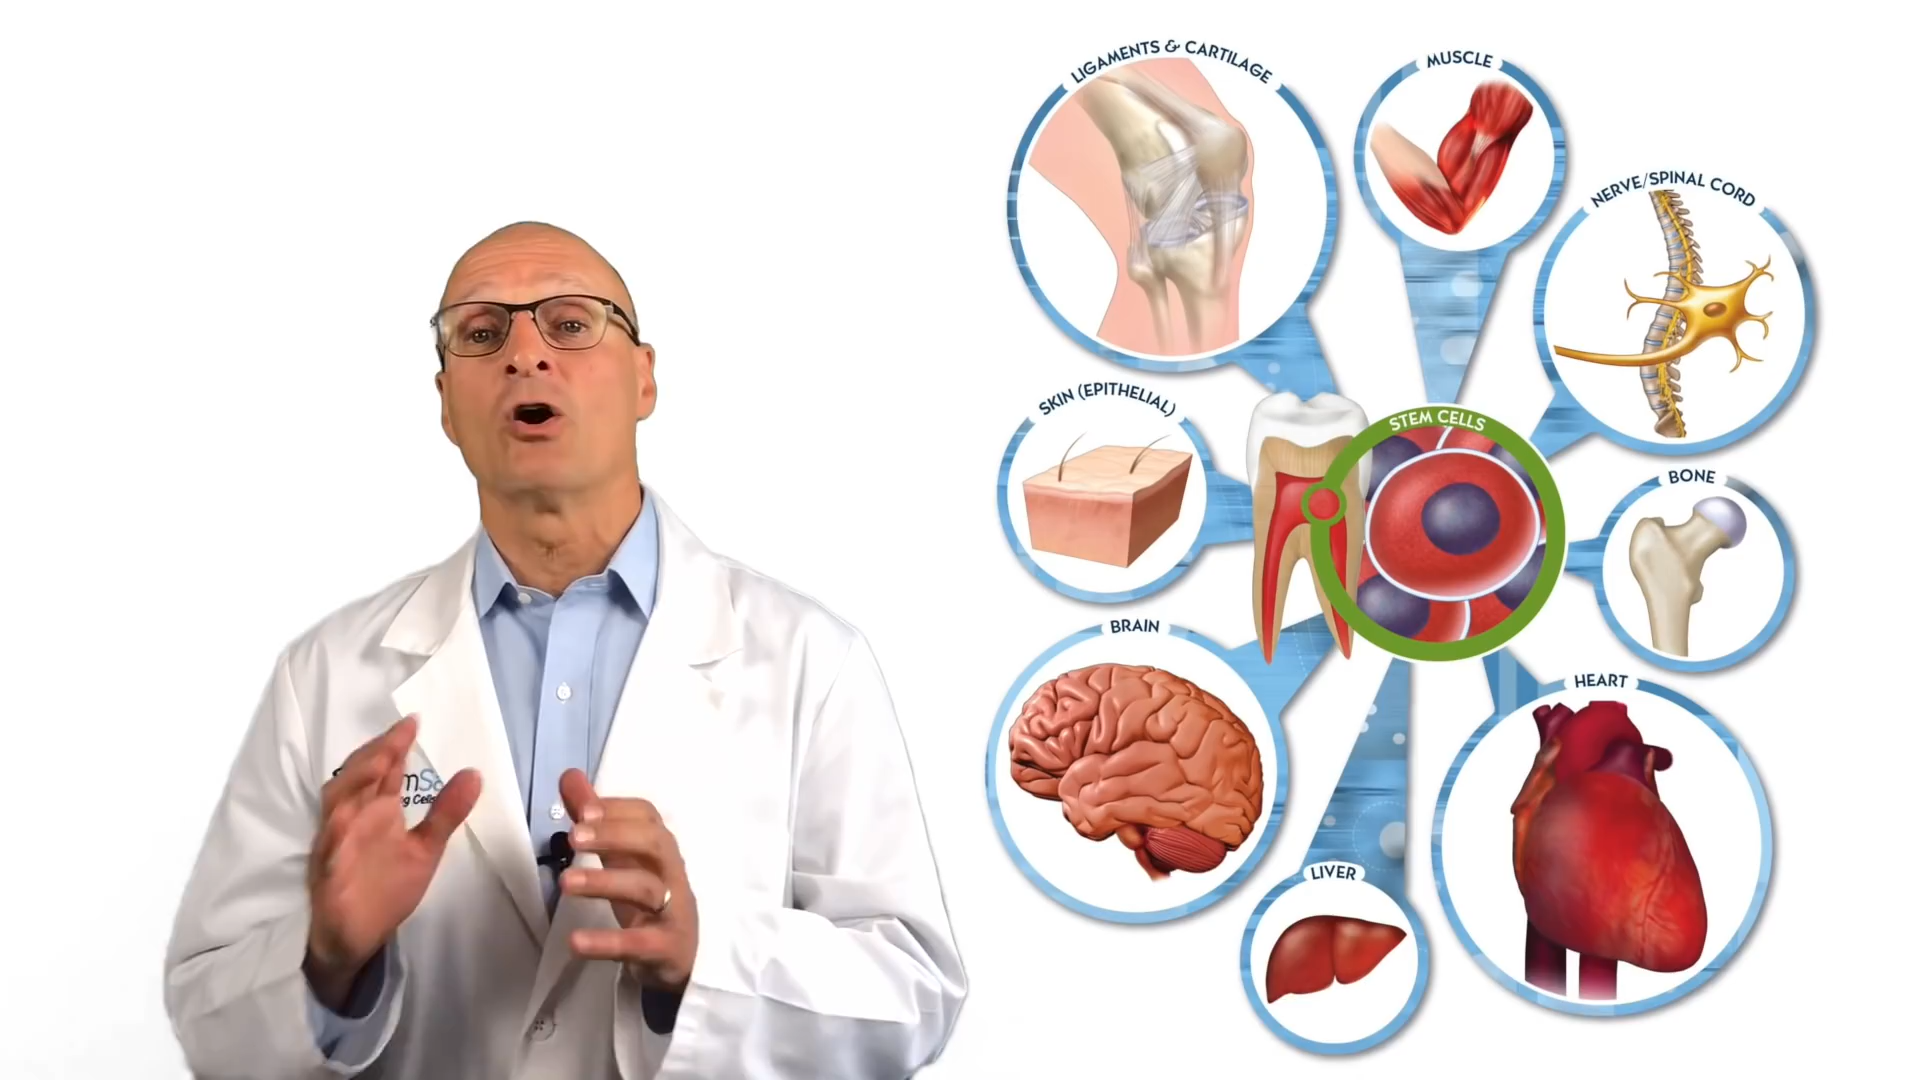 LIGAMENTS & CARTILAGE
MUSCLE
NERVE/SPINAL CORD
SKIN (EPITHELIAL)
STEM CELLS
BONE
BRAIN
HEART
LIVER